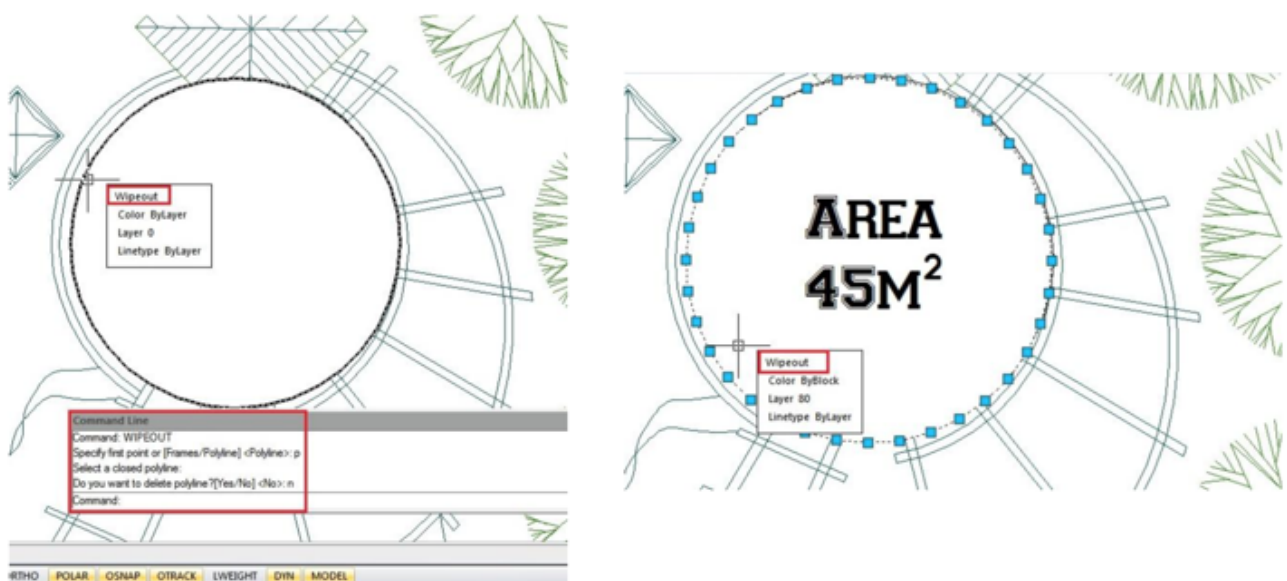 Wipeout
Color ByLayer
Layer 0
Linetype ByLayer
Command Line
Command: WIPEOUT
Specify first point or [Frames/Polyline] <Polyline>: p
Select a closed polyline:
Do you want to delete polyline?[Yes/No] <No>: n
Command:
RTHO POLAR OSNAP OTRACK LWEIGHT DYN MODEL
AREA
45M²
Wipeout
Color ByBlock
Layer 80
Linetype ByLayer